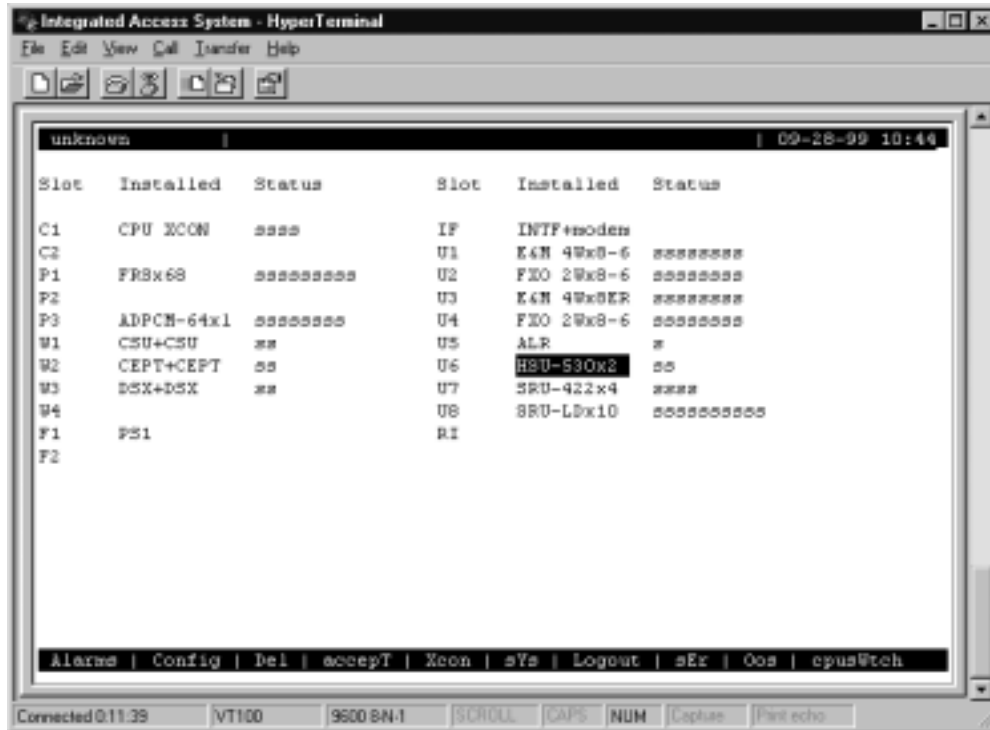 Integrated Access System - HyperTerminal
File Edit View Call Transfer Help
unknown | | 09-28-99 10:44
Slot Installed Status Slot Installed Status
C1 CPU XCON ssss IF INTF+modem
C2 U1 E&M 4Wx8-6 ssssssss
P1 FR8x68 sssssssss U2 FXO 2Wx8-6 ssssssss
P2 U3 E&M 4Wx8ER ssssssss
P3 ADPCM-64x1 ssssssss U4 FXO 2Wx8-6 ssssssss
W1 CSU+CSU ss U5 ALR s
W2 CEPT+CEPT ss U6 HSU-530x2 ss
W3 DSX+DSX ss U7 SRU-422x4 ssss
W4 U8 SRU-LDx10 ssssssssss
F1 PS1 RI
F2
Alarms | Config | Del | accepT | Xcon | sYs | Logout | sEr | Oos | cpusWtch
Connected 0:11:39 VT100 9600 8-N-1 SCROLL CAPS NUM Capture Print echo